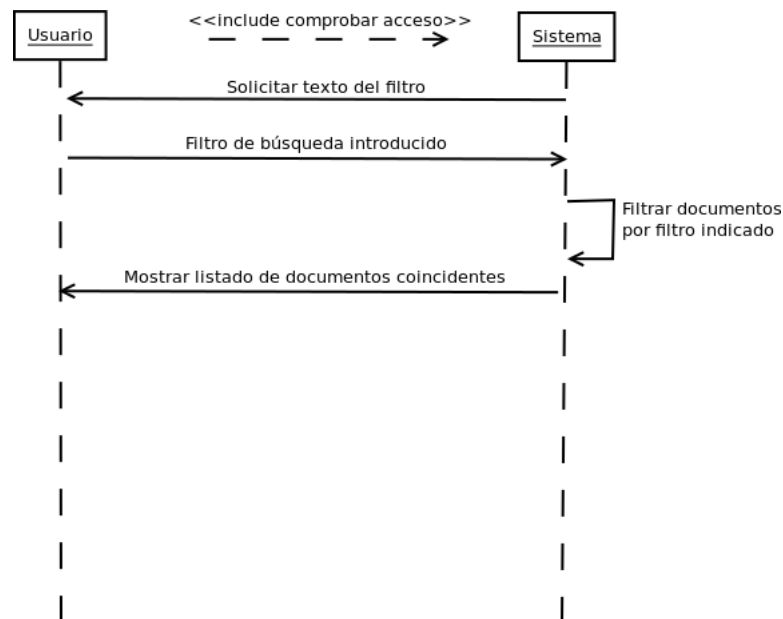 <<include comprobar acceso>>
Usuario
Sistema
Solicitar texto del filtro
Filtro de búsqueda introducido
Filtrar documentos
por filtro indicado
Mostrar listado de documentos coincidentes